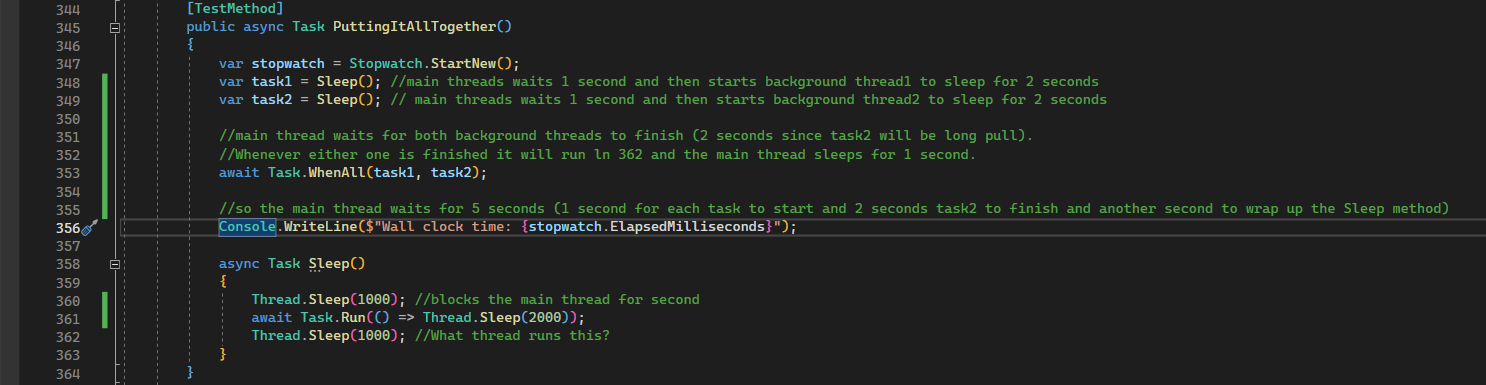 344 [TestMethod]
345 public async Task PuttingItAllTogether()
346 {
347 var stopwatch = Stopwatch.StartNew();
348 var task1 = Sleep(); //main threads waits 1 second and then starts background thread1 to sleep for 2 seconds
349 var task2 = Sleep(); // main threads waits 1 second and then starts background thread2 to sleep for 2 seconds
350
351 //main thread waits for both background threads to finish (2 seconds since task2 will be long pull).
352 //Whenever either one is finished it will run ln 362 and the main thread sleeps for 1 second.
353 await Task.WhenAll(task1, task2);
354
355 //so the main thread waits for 5 seconds (1 second for each task to start and 2 seconds task2 to finish and another second to wrap up the Sleep method)
356 Console.WriteLine($"Wall clock time: {stopwatch.ElapsedMilliseconds}");
357
358 async Task Sleep()
359 {
360 Thread.Sleep(1000); //blocks the main thread for second
361 await Task.Run(() => Thread.Sleep(2000));
362 Thread.Sleep(1000); //What thread runs this?
363 }
364 }